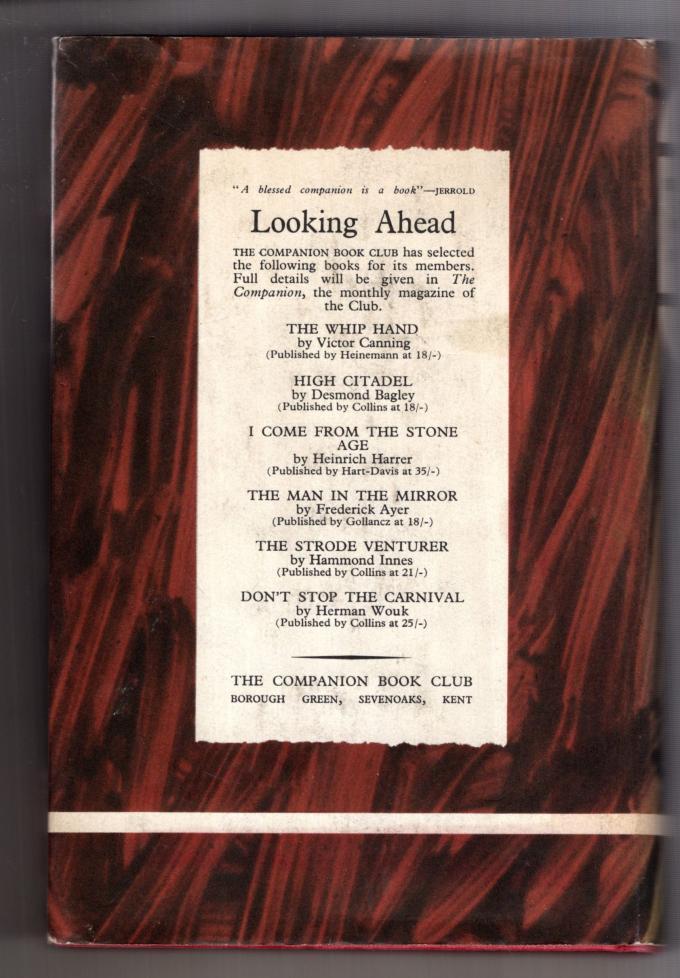 "A blessed companion is a book"—JERROLD
Looking Ahead
THE COMPANION BOOK CLUB has selected
the following books for its members.
Full details will be given in The
Companion, the monthly magazine of
the Club.
THE WHIP HAND
by Victor Canning
(Published by Heinemann at 18/-)
HIGH CITADEL
by Desmond Bagley
(Published by Collins at 18/-)
I COME FROM THE STONE
AGE
by Heinrich Harrer
(Published by Hart-Davis at 35/-)
THE MAN IN THE MIRROR
by Frederick Ayer
(Published by Gollancz at 18/-)
THE STRODE VENTURER
by Hammond Innes
(Published by Collins at 21/-)
DON'T STOP THE CARNIVAL
by Herman Wouk
(Published by Collins at 25/-)
THE COMPANION BOOK CLUB
BOROUGH GREEN, SEVENOAKS, KENT